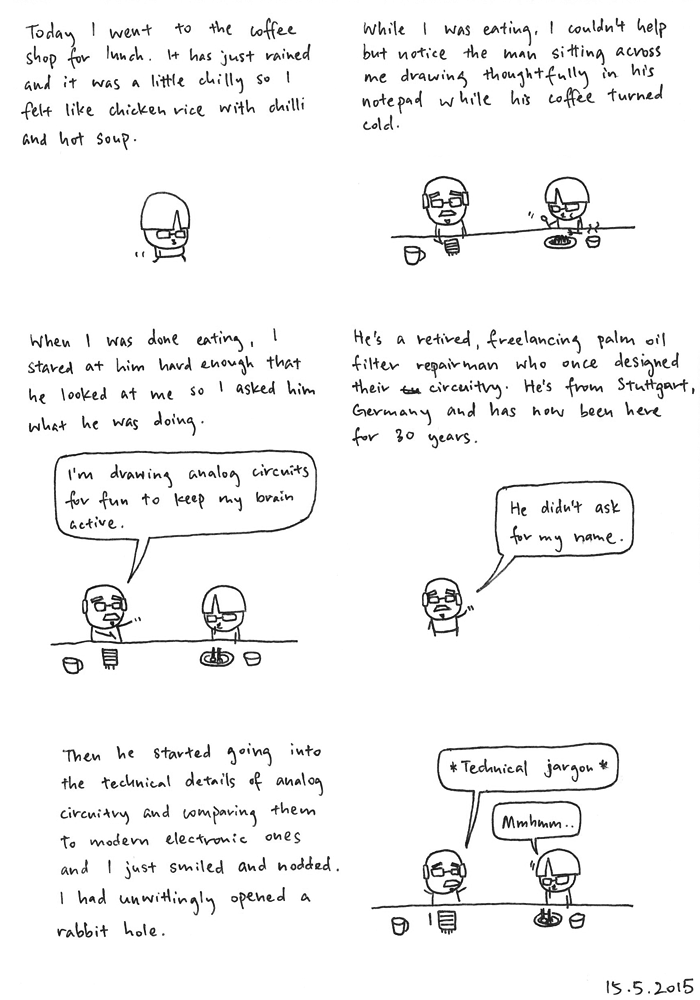 Today I went to the coffee
shop for lunch. It has just rained
and it was a little chilly so I
felt like chicken rice with chilli
and hot soup.
While I was eating, I couldn't help
but notice the man sitting across
me drawing thoughtfully in his
notepad while his coffee turned
cold.
When I was done eating, I
stared at him hard enough that
he looked at me so I asked him
what he was doing.
I'm drawing analog circuits
for fun to keep my brain
active.
He's a retired, freelancing palm oil
filter repairman who once designed
their circuitry. He's from Stuttgart,
Germany and has now been here
for 30 years.
He didn't ask
for my name.
Then he started going into
the technical details of analog
circuitry and comparing them
to modern electronic ones
and I just smiled and nodded.
I had unwittingly opened a
rabbit hole.
*Technical jargon*
Mmhmm..
15.5.2015